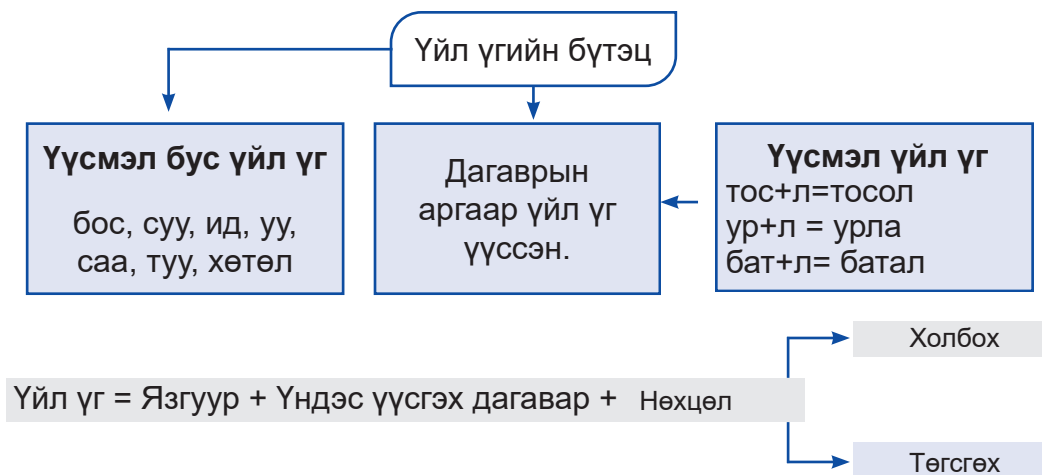 Үйл үгийн бүтэц
Үүсмэл бус үйл үг
бос, суу, ид, уу,
саа, туу, хөтөл
Дагаврын
аргаар үйл үг
үүссэн.
Үүсмэл үйл үг
тос+л=тосол
ур+л = урла
бат+л= батал
Үйл үг = Язгуур + Үндэс үүсгэх дагавар + Нөхцөл
Холбох
Төгсгөх